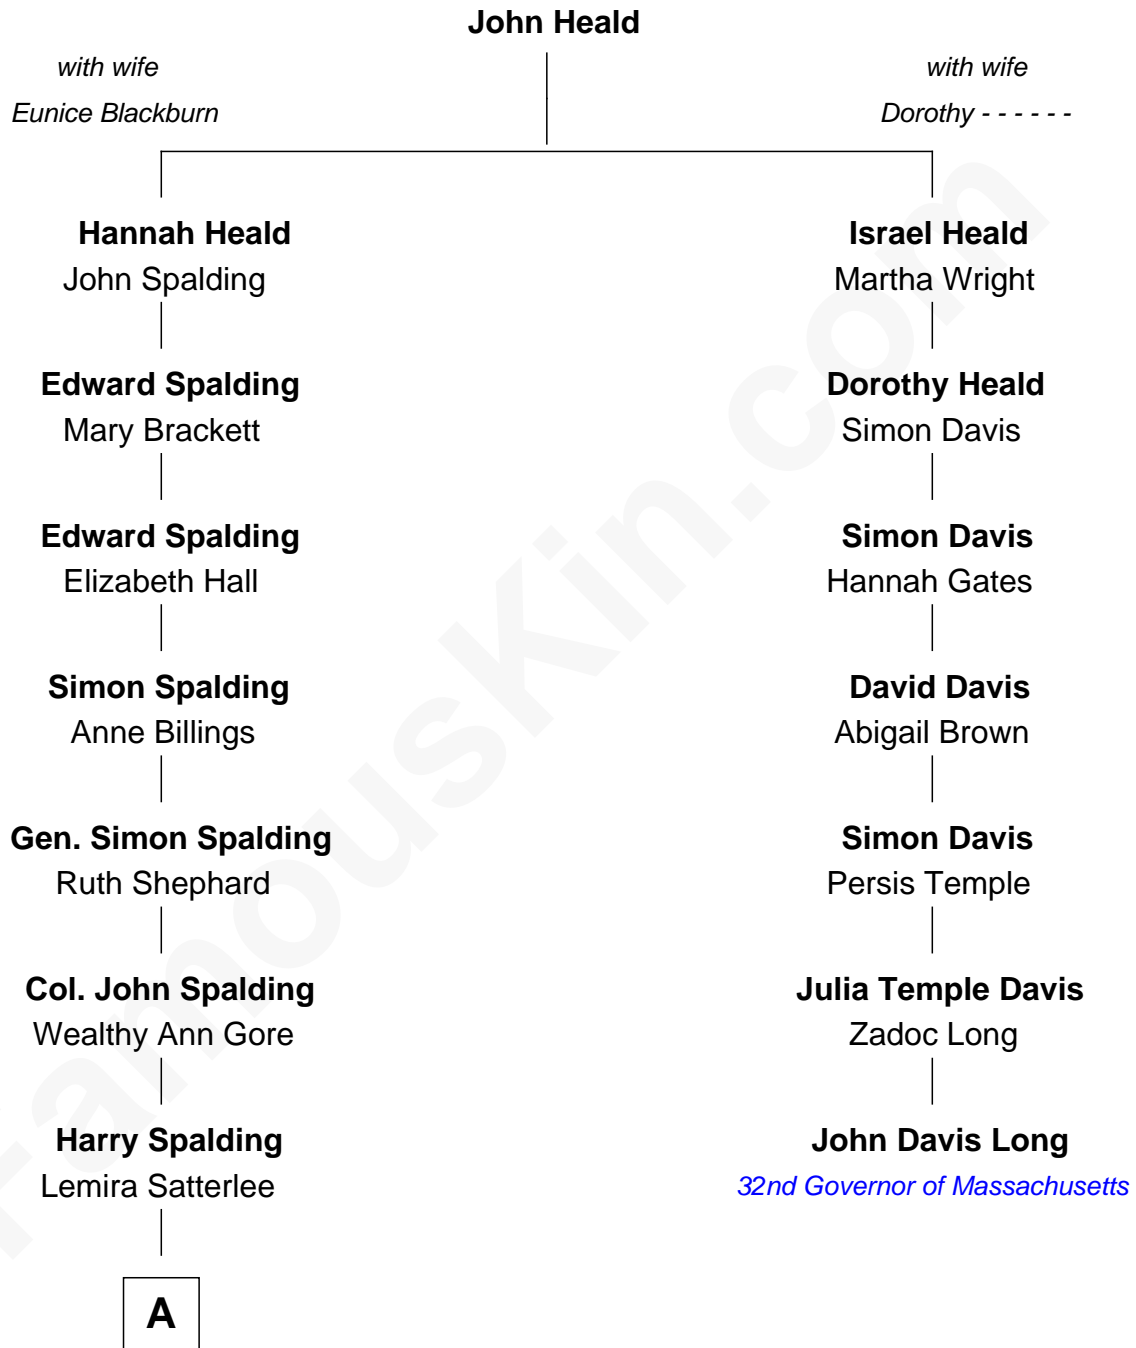 John Heald
with wife
Eunice Blackburn
with wife
Dorothy - - - - - -
Hannah Heald
John Spalding
Israel Heald
Martha Wright
Edward Spalding
Mary Brackett
Dorothy Heald
Simon Davis
Edward Spalding
Elizabeth Hall
Simon Davis
Hannah Gates
Simon Spalding
Anne Billings
David Davis
Abigail Brown
Gen. Simon Spalding
Ruth Shephard
Simon Davis
Persis Temple
Col. John Spalding
Wealthy Ann Gore
Julia Temple Davis
Zadoc Long
Harry Spalding
Lemira Satterlee
John Davis Long
32nd Governor of Massachusetts
A
FamousKin.com